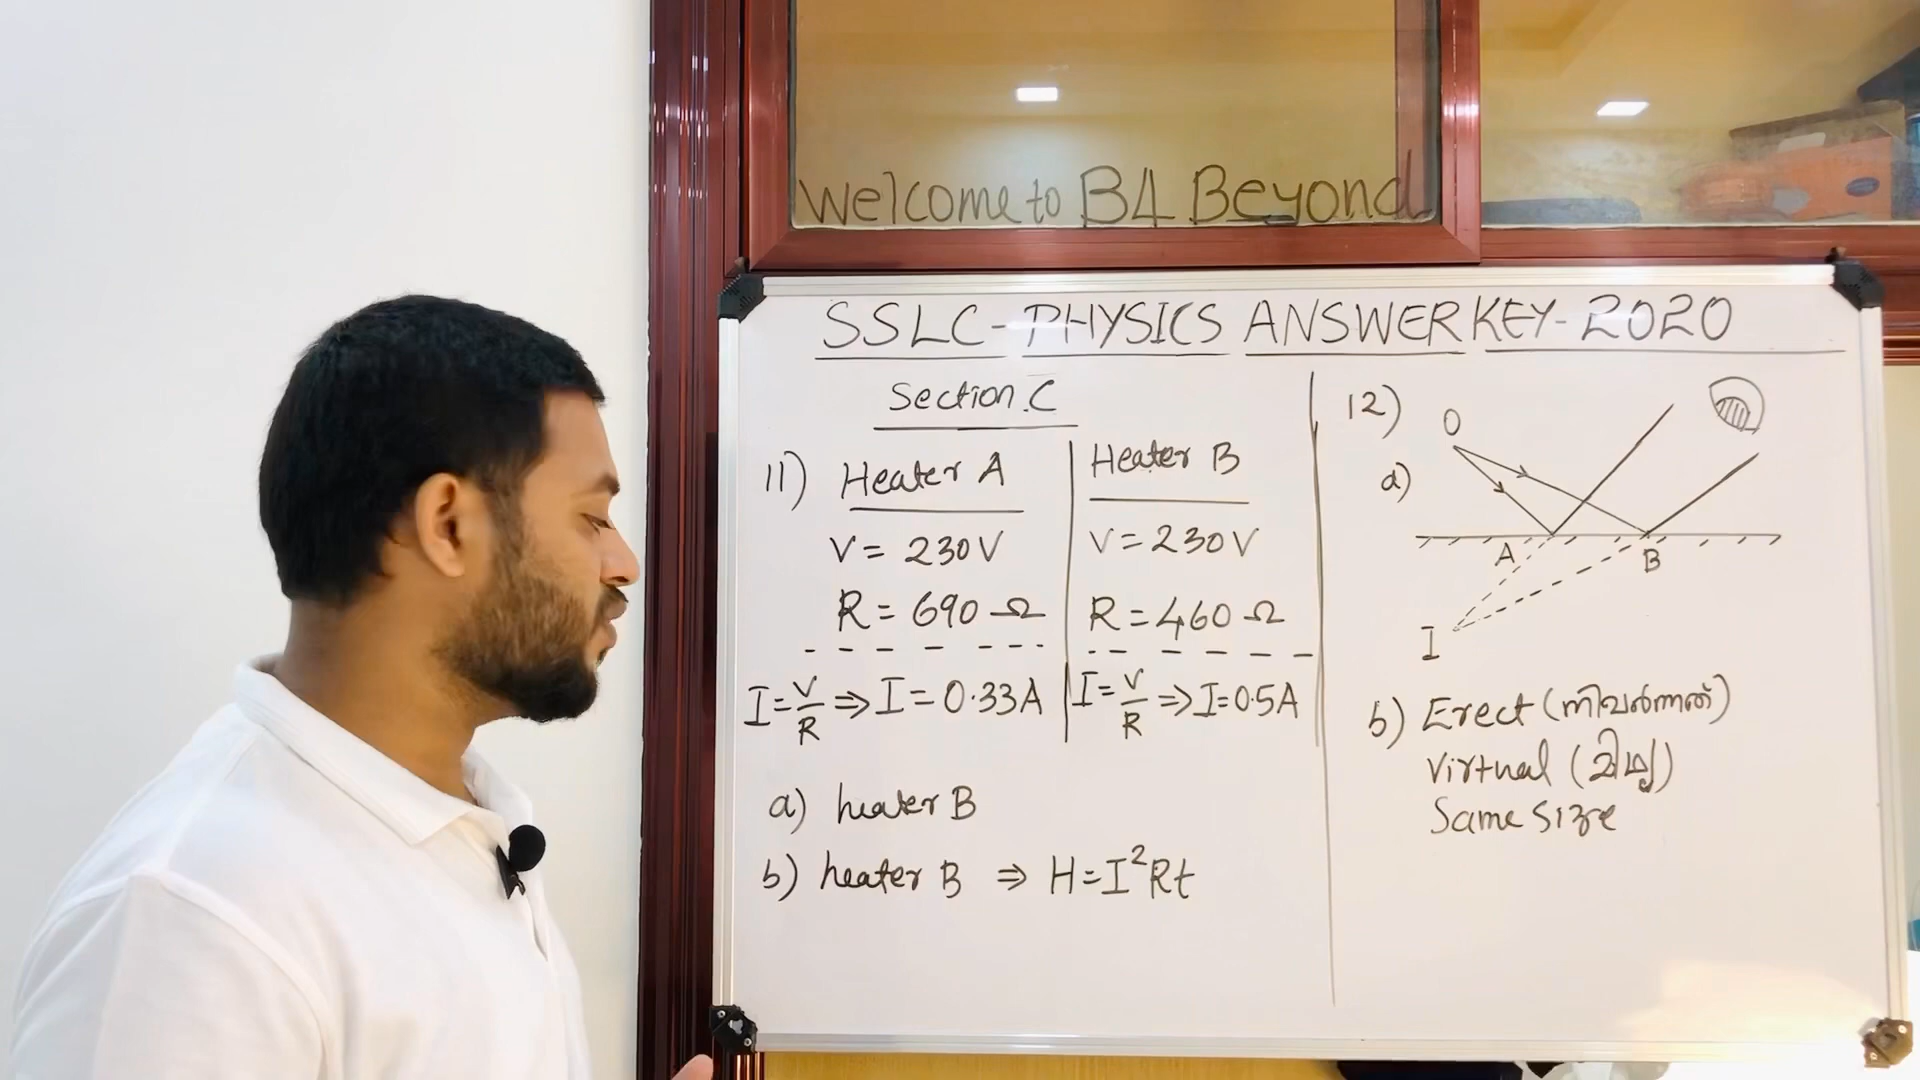 Welcome to B4 Beyond
SSLC - PHYSICS ANSWER KEY - 2020
Section.C
11) Heater A
V = 230V
R = 690 Ω
I = V/R ⇒ I = 0.33A
Heater B
V = 230V
R = 460 Ω
I = V/R ⇒ I = 0.5A
a) heater B
b) heater B ⇒ H = I²Rt
12)
a)
O
A
B
I
b) Erect (നിവർന്നത്)
Virtual (മിഥ്യ)
Same size